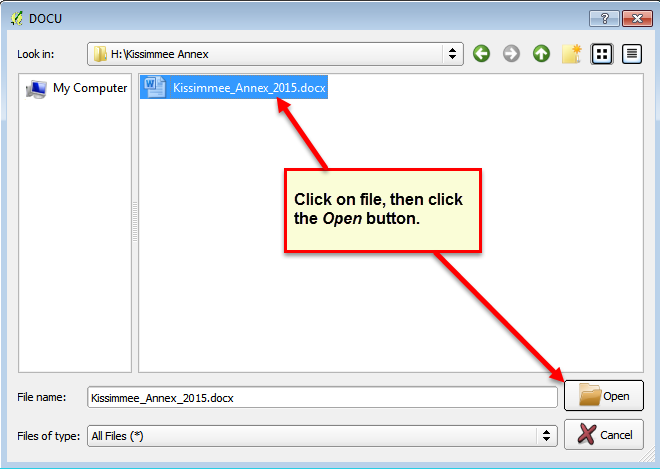 DOCU
Look in: H:\Kissimmee Annex
My Computer
Kissimmee_Annex_2015.docx
Click on file, then click
the Open button.
File name: Kissimmee_Annex_2015.docx Open
Files of type: All Files (*) Cancel